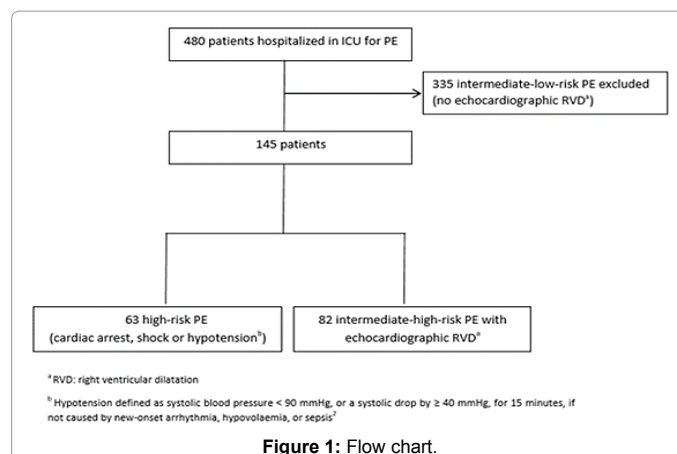 480 patients hospitalized in ICU for PE
335 intermediate-low-risk PE excluded
(no echocardiographic RVDᵃ)
145 patients
63 high-risk PE
(cardiac arrest, shock or hypotensionᵇ)
82 intermediate-high-risk PE with
echocardiographic RVDᵃ
ᵃ RVD: right ventricular dilatation
ᵇ Hypotension defined as systolic blood pressure < 90 mmHg, or a systolic drop by ≥ 40 mmHg, for 15 minutes, if
not caused by new-onset arrhythmia, hypovolaemia, or sepsis²
Figure 1: Flow chart.